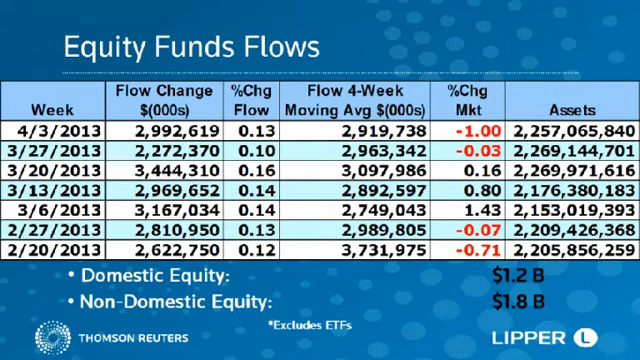 Equity Funds Flows
Flow Change %Chg Flow 4-Week %Chg
Week $(000s) Flow Moving Avg $(000s) Mkt Assets
4/3/2013 2,992,619 0.13 2,919,738 -1.00 2,257,065,840
3/27/2013 2,272,370 0.10 2,963,342 -0.03 2,269,144,701
3/20/2013 3,444,310 0.16 3,097,986 0.16 2,269,971,616
3/13/2013 2,969,652 0.14 2,892,597 0.80 2,176,380,183
3/6/2013 3,167,034 0.14 2,749,043 1.43 2,153,019,393
2/27/2013 2,810,950 0.13 2,989,805 -0.07 2,209,426,368
2/20/2013 2,622,750 0.12 3,731,975 -0.71 2,205,856,259
• Domestic Equity: $1.2 B
• Non-Domestic Equity: $1.8 B
*Excludes ETFs
THOMSON REUTERS LIPPER L